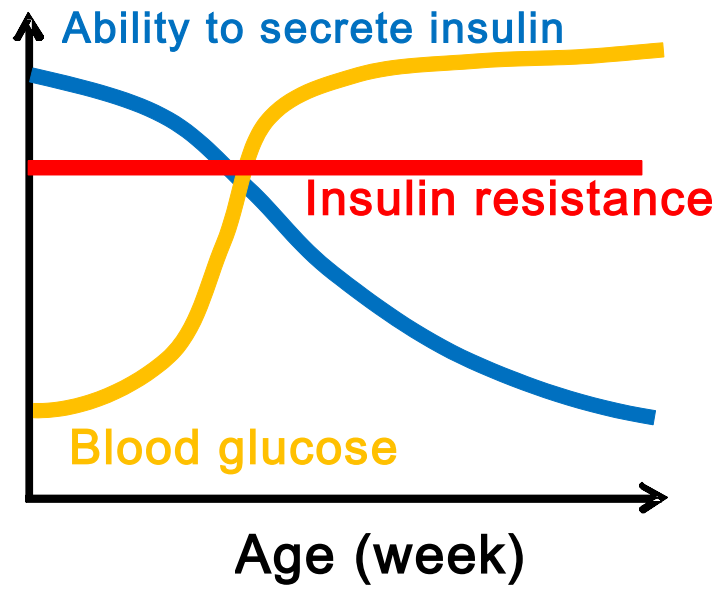 Ability to secrete insulin
Insulin resistance
Blood glucose
Age (week)